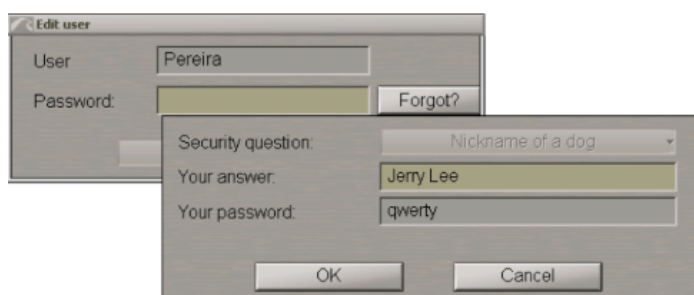 Edit user
User Pereira
Password: Forgot?
Security question: Nickname of a dog
Your answer: Jerry Lee
Your password: qwerty
OK Cancel